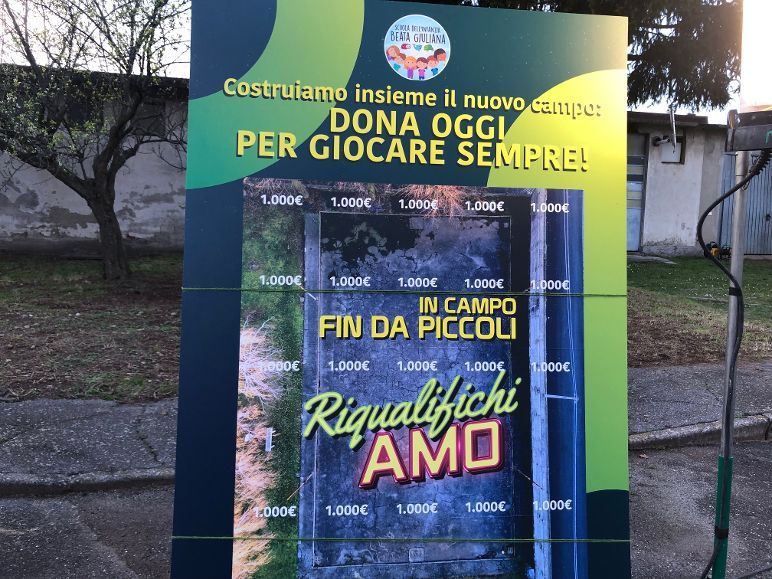 SCUOLA DELL'INFANZIA
BEATA GIULIANA
Costruiamo insieme il nuovo campo:
DONA OGGI
PER GIOCARE SEMPRE!
1.000€ 1.000€ 1.000€ 1.000€ 1.000€
1.000€ 1.000€ 1.000€ 1.000€ 1.000€
IN CAMPO
FIN DA PICCOLI
1.000€ 1.000€ 1.000€ 1.000€ 1.000€
Riqualifichi
AMO
1.000€ 1.000€ 1.000€ 1.000€ 1.000€